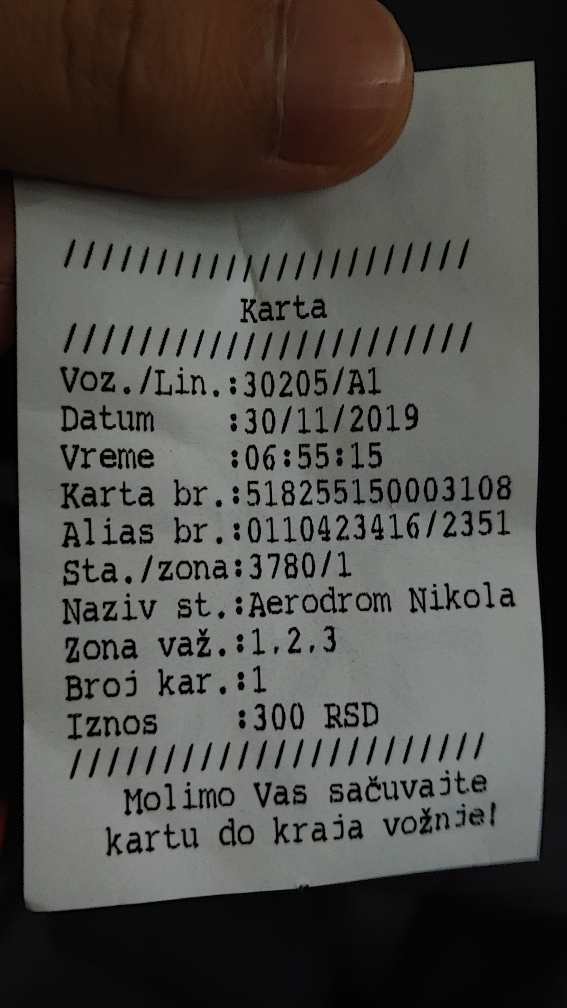 ///////////////////////
Karta
///////////////////////
Voz./Lin.:30205/A1
Datum    :30/11/2019
Vreme    :06:55:15
Karta br.:518255150003108
Alias br.:0110423416/2351
Sta./zona:3780/1
Naziv st.:Aerodrom Nikola
Zona važ.:1,2,3
Broj kar.:1
Iznos    :300 RSD
///////////////////////
Molimo Vas sačuvajte
kartu do kraja vožnje!